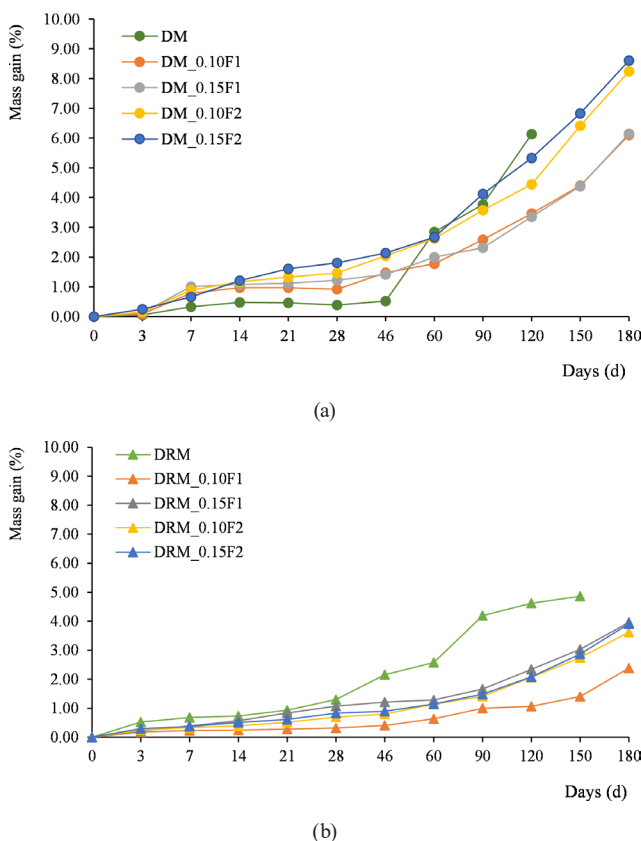 Mass gain (%)
10.00
9.00
8.00
7.00
6.00
5.00
4.00
3.00
2.00
1.00
0.00
DM
DM_0.10F1
DM_0.15F1
DM_0.10F2
DM_0.15F2
0 3 7 14 21 28 46 60 90 120 150 180
Days (d)
(a)
Mass gain (%)
10.00
9.00
8.00
7.00
6.00
5.00
4.00
3.00
2.00
1.00
0.00
DRM
DRM_0.10F1
DRM_0.15F1
DRM_0.10F2
DRM_0.15F2
0 3 7 14 21 28 46 60 90 120 150 180
Days (d)
(b)